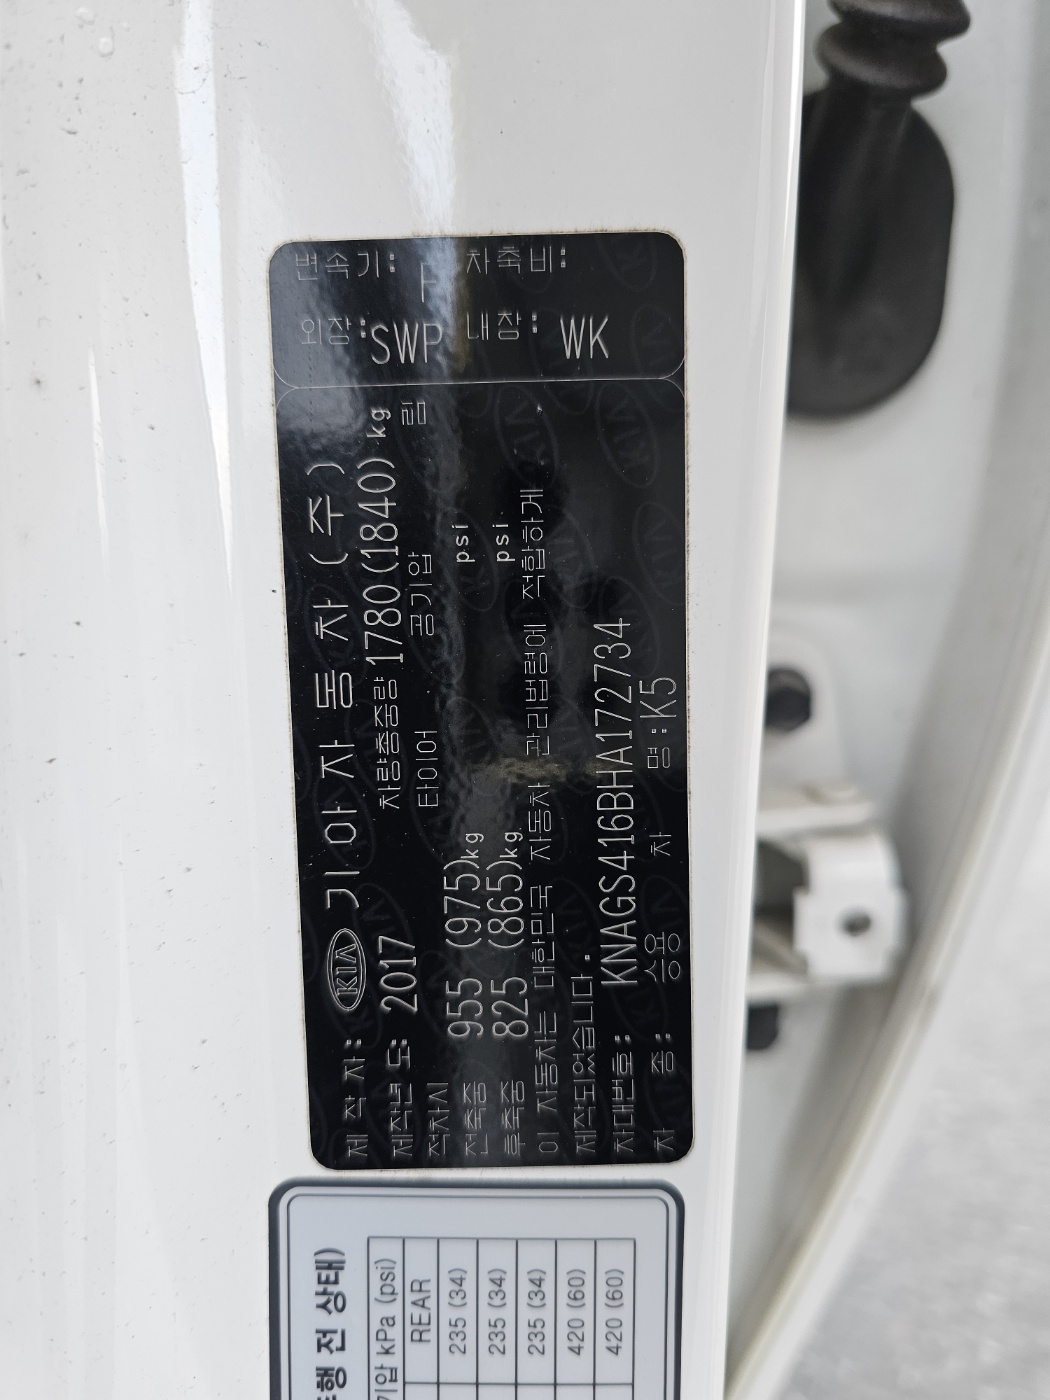 변속기: F 차축비:
외장:SWP 내장: WK
제 작 자: KIA 기아자동차(주)
제작년도: 2017 차량총중량 1780(1840)kg
적차시 타이어 공기압 림
전축중 955 (975)kg psi
후축중 825 (865)kg psi
이 자동차는 대한민국 자동차 관리법령에 적합하게
제작되었습니다.
차대번호: KNAGS416BHA172734
차 종: 승용 차 명:K5
행 전 상태)
기압 kPa (psi)
REAR
235 (34)
235 (34)
235 (34)
420 (60)
420 (60)